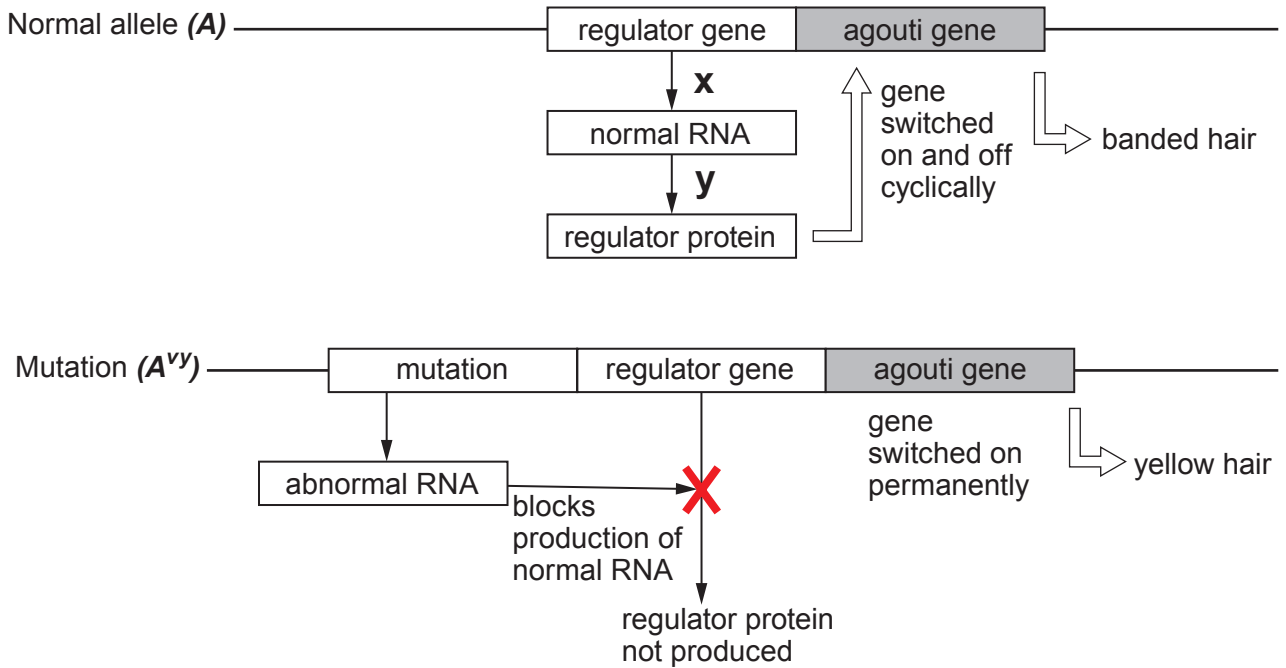 Normal allele (A)
regulator gene
agouti gene
x
normal RNA
y
regulator protein
gene
switched
on and off
cyclically
banded hair
Mutation (A^vy)
mutation
regulator gene
agouti gene
abnormal RNA
blocks
production of
normal RNA
gene
switched on
permanently
yellow hair
regulator protein
not produced